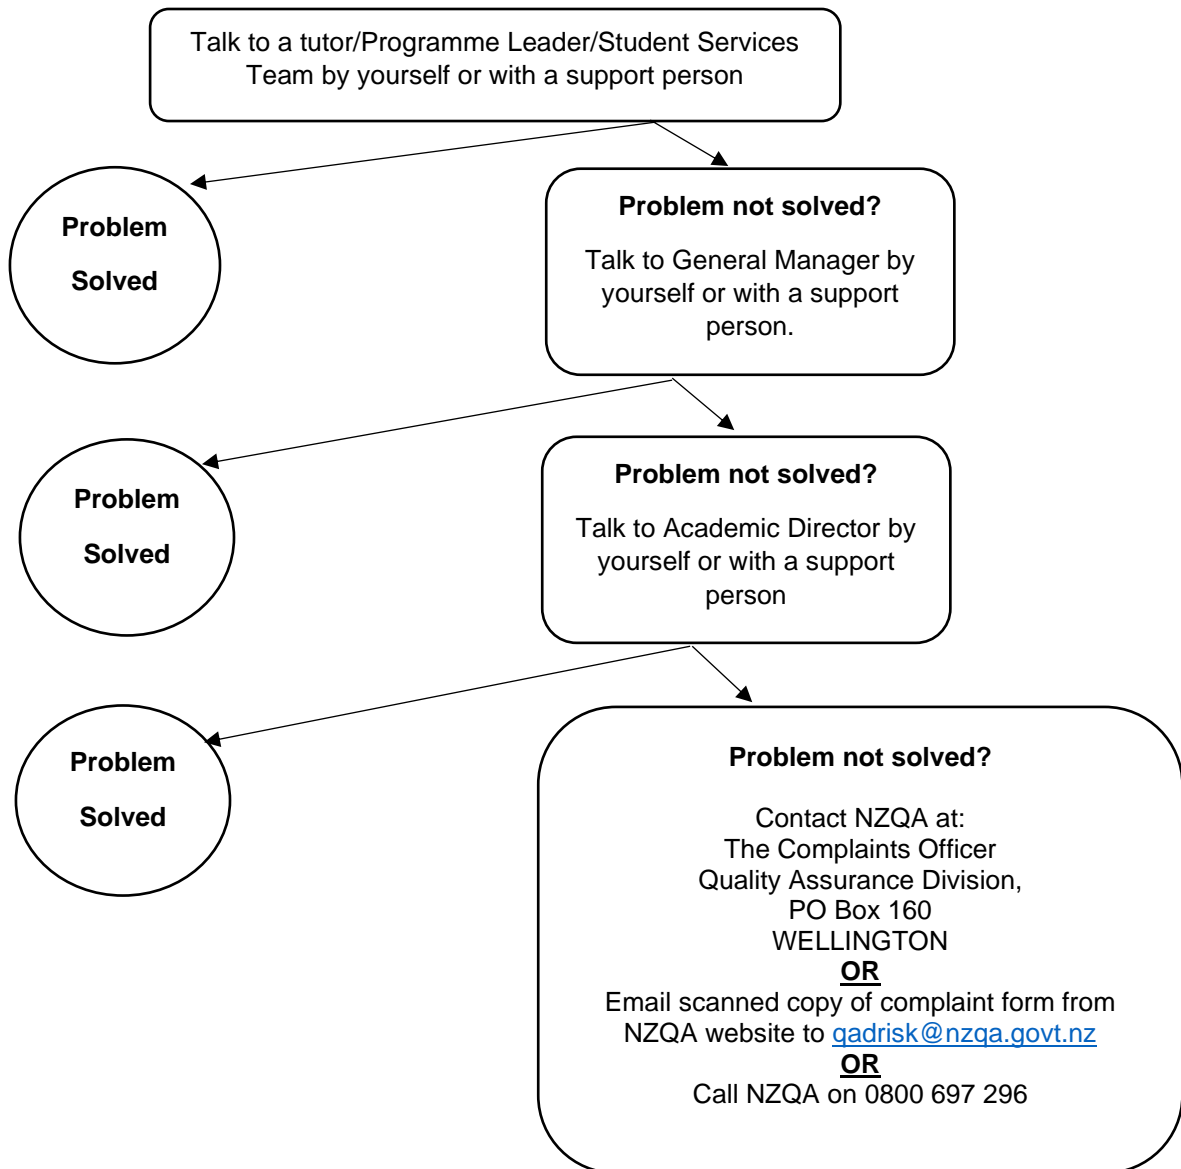 Talk to a tutor/Programme Leader/Student Services
Team by yourself or with a support person
Problem
Solved
Problem not solved?
Talk to General Manager by
yourself or with a support
person.
Problem
Solved
Problem not solved?
Talk to Academic Director by
yourself or with a support
person
Problem
Solved
Problem not solved?
Contact NZQA at:
The Complaints Officer
Quality Assurance Division,
PO Box 160
WELLINGTON
OR
Email scanned copy of complaint form from
NZQA website to qadrisk@nzqa.govt.nz
OR
Call NZQA on 0800 697 296